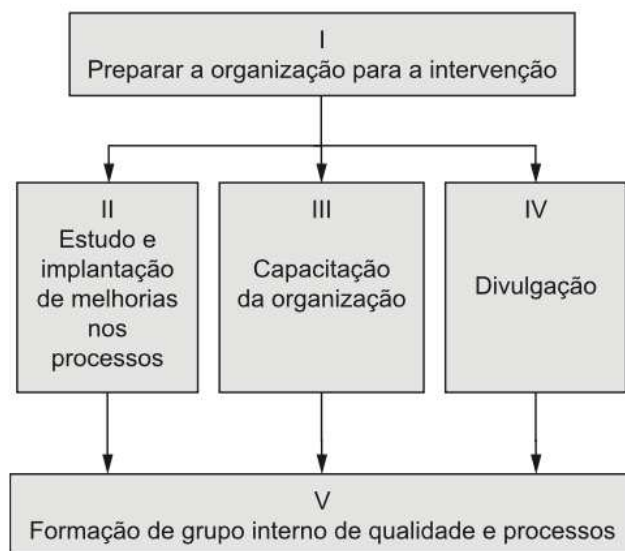 I
Preparar a organização para a intervenção
II
Estudo e
implantação
de melhorias
nos
processos
III
Capacitação
da organização
IV
Divulgação
V
Formação de grupo interno de qualidade e processos